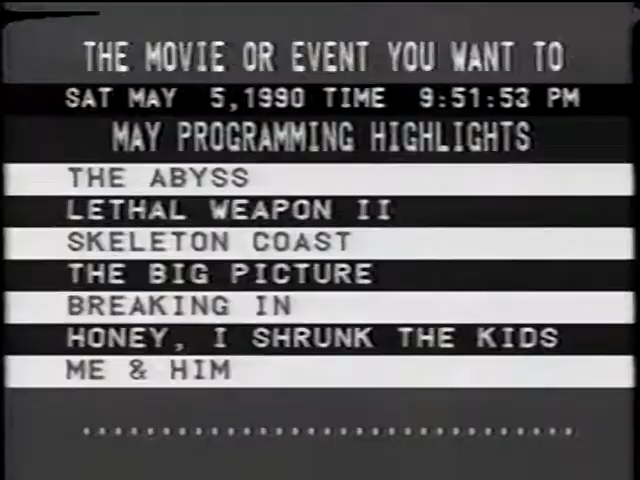 THE MOVIE OR EVENT YOU WANT TO
SAT MAY 5,1990 TIME 9:51:53 PM
MAY PROGRAMMING HIGHLIGHTS
THE ABYSS
LETHAL WEAPON II
SKELETON COAST
THE BIG PICTURE
BREAKING IN
HONEY, I SHRUNK THE KIDS
ME & HIM
................................